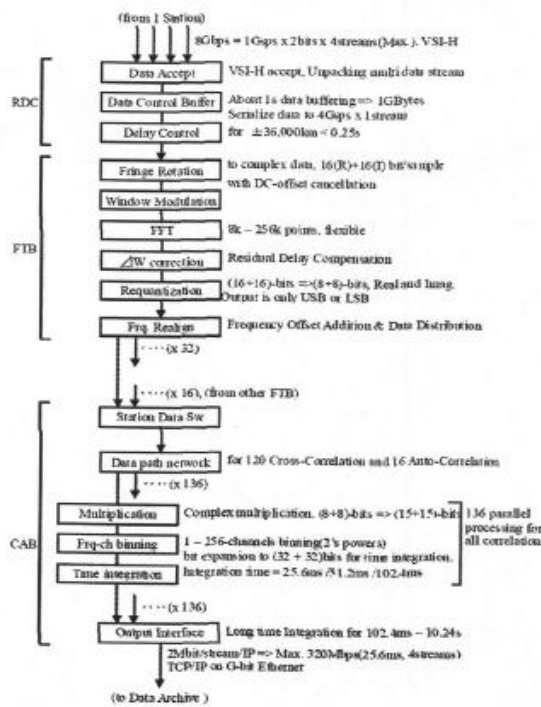 (from 1 Station)
8Gbps = 1Gsps x 2bits x 4streams(Max.). VSI-H
Data Accept
VSI-H accept, Unpacking multi data stream
RDC
Data Control Buffer
About 1s data buffering => 1GBytes
Serialize data to 4Gsps x 1stream
Delay Control
for ±36,000km < 0.25s
Fringe Rotation
to complex data, 16(R)+16(I) bit/sample
with DC-offset cancellation
Window Modulation
FFT
8k – 256k points, flexible
FTB
⊿W correction
Residual Delay Compensation
Requantization
(16+16)-bits =>(8+8)-bits, Real and Imag.
Output is only USB or LSB
Frq. Realign
Frequency Offset Addition & Data Distribution
·····(x 32)
·····(x 16), (from other FTB)
Station Data Sw
Data path network
for 120 Cross-Correlation and 16 Auto-Correlation
·····(x 136)
Multiplication
Complex multiplication. (8+8)-bits => (15+15)-bits
136 parallel
processing for
all correlation
CAB
Frq-ch binning
1 – 256-channels binning(2's powers)
but expansion to (32 + 32)bits for time integration.
Time integration
Integration time = 25.6ms /51.2ms /102.4ms
·····(x 136)
Output Interface
Long time Integration for 102.4ms – 10.24s
2Mbit/stream/IP => Max. 320Mbps(25.6ms, 4streams)
TCP/IP on G-bit Ethernet
(to Data Archive )